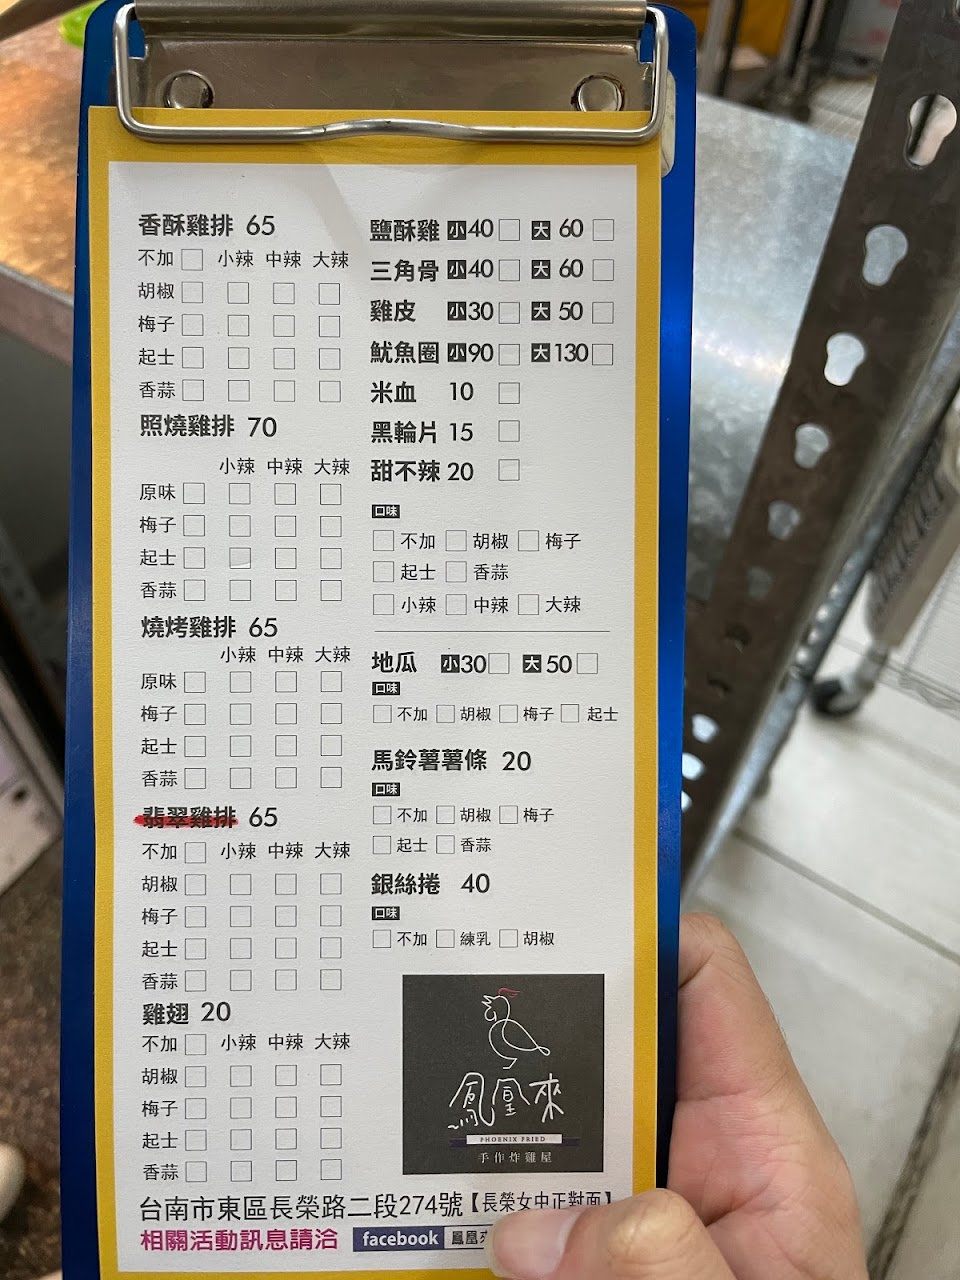 香酥雞排 65
不加 小辣 中辣 大辣
胡椒
梅子
起士
香蒜
照燒雞排 70
小辣 中辣 大辣
原味
梅子
起士
香蒜
燒烤雞排 65
小辣 中辣 大辣
原味
梅子
起士
香蒜
翡翠雞排 65
不加 小辣 中辣 大辣
胡椒
梅子
起士
香蒜
雞翅 20
不加 小辣 中辣 大辣
胡椒
梅子
起士
香蒜
鹽酥雞 小40 大 60
三角骨 小40 大 60
雞皮 小30 大 50
魷魚圈 小90 大130
米血 10
黑輪片 15
甜不辣 20
口味
不加 胡椒 梅子
起士 香蒜
小辣 中辣 大辣
地瓜 小30 大50
口味
不加 胡椒 梅子 起士
馬鈴薯薯條 20
口味
不加 胡椒 梅子
起士 香蒜
銀絲捲 40
口味
不加 練乳 胡椒
鳳凰來
PHOENIX FRIED
手作炸雞屋
台南市東區長榮路二段274號【長榮女中正對面】
相關活動訊息請洽 facebook 鳳凰